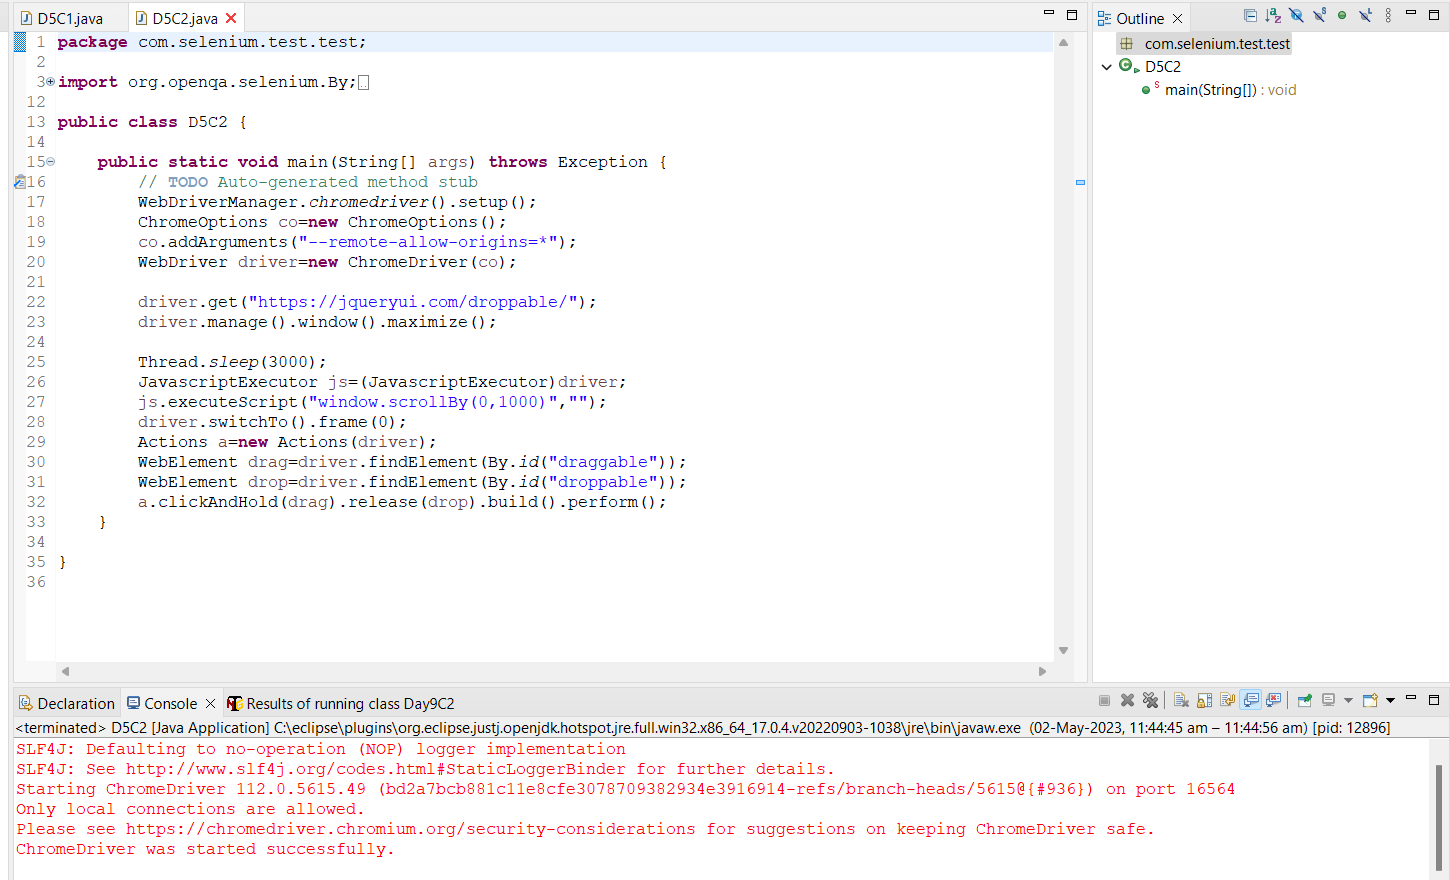 D5C1.java
D5C2.java
1 package com.selenium.test.test;
2
3 import org.openqa.selenium.By;
12
13 public class D5C2 {
14
15 public static void main(String[] args) throws Exception {
16 // TODO Auto-generated method stub
17 WebDriverManager.chromedriver().setup();
18 ChromeOptions co=new ChromeOptions();
19 co.addArguments("--remote-allow-origins=*");
20 WebDriver driver=new ChromeDriver(co);
21
22 driver.get("https://jqueryui.com/droppable/");
23 driver.manage().window().maximize();
24
25 Thread.sleep(3000);
26 JavascriptExecutor js=(JavascriptExecutor)driver;
27 js.executeScript("window.scrollBy(0,1000)","");
28 driver.switchTo().frame(0);
29 Actions a=new Actions(driver);
30 WebElement drag=driver.findElement(By.id("draggable"));
31 WebElement drop=driver.findElement(By.id("droppable"));
32 a.clickAndHold(drag).release(drop).build().perform();
33 }
34
35 }
36
Outline
com.selenium.test.test
D5C2
main(String[]) : void
Declaration Console Results of running class Day9C2
<terminated> D5C2 [Java Application] C:\eclipse\plugins\org.eclipse.justj.openjdk.hotspot.jre.full.win32.x86_64_17.0.4.v20220903-1038\jre\bin\javaw.exe (02-May-2023, 11:44:45 am – 11:44:56 am) [pid: 12896]
SLF4J: Defaulting to no-operation (NOP) logger implementation
SLF4J: See http://www.slf4j.org/codes.html#StaticLoggerBinder for further details.
Starting ChromeDriver 112.0.5615.49 (bd2a7bcb881c11e8cfe3078709382934e3916914-refs/branch-heads/5615@{#936}) on port 16564
Only local connections are allowed.
Please see https://chromedriver.chromium.org/security-considerations for suggestions on keeping ChromeDriver safe.
ChromeDriver was started successfully.